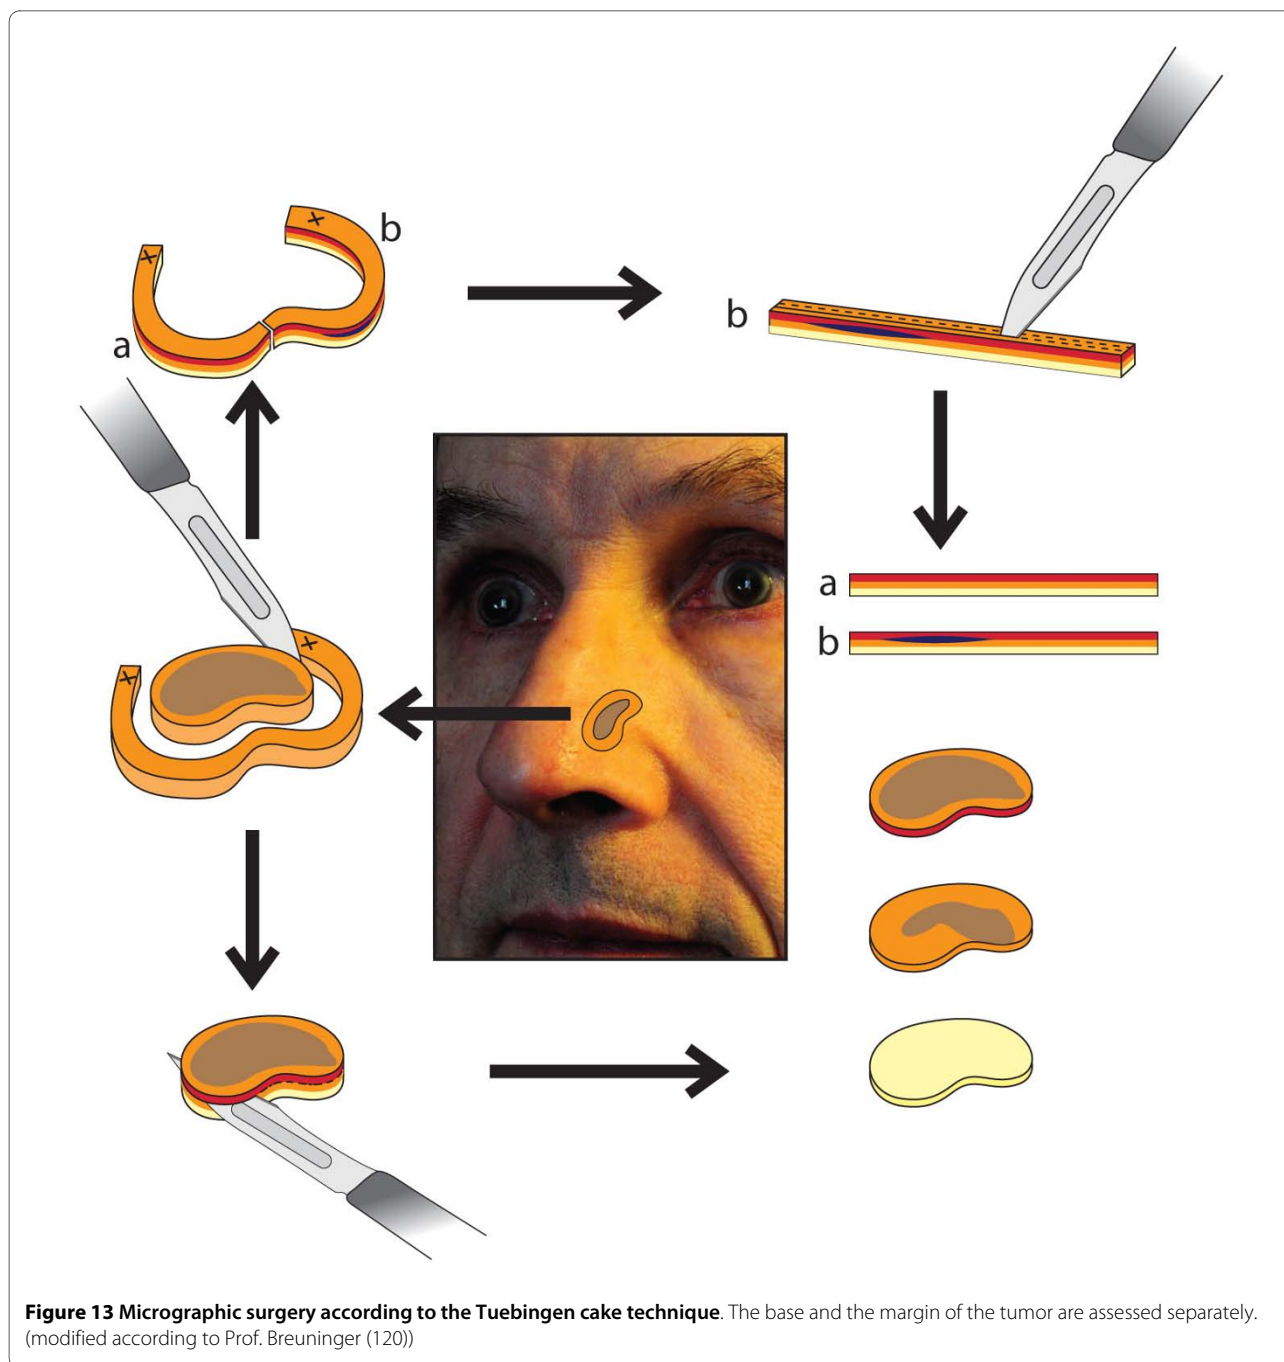 b
a
x
x
b
a
b
x
x
Figure 13 Micrographic surgery according to the Tuebingen cake technique. The base and the margin of the tumor are assessed separately.
(modified according to Prof. Breuninger (120))